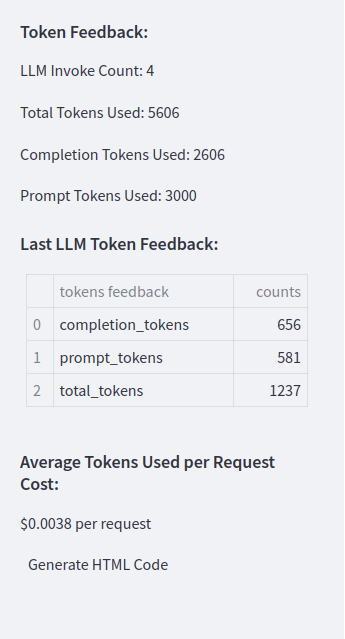 Token Feedback:
LLM Invoke Count: 4
Total Tokens Used: 5606
Completion Tokens Used: 2606
Prompt Tokens Used: 3000
Last LLM Token Feedback:
tokens feedback counts
0 completion_tokens 656
1 prompt_tokens 581
2 total_tokens 1237
Average Tokens Used per Request
Cost:
$0.0038 per request
Generate HTML Code